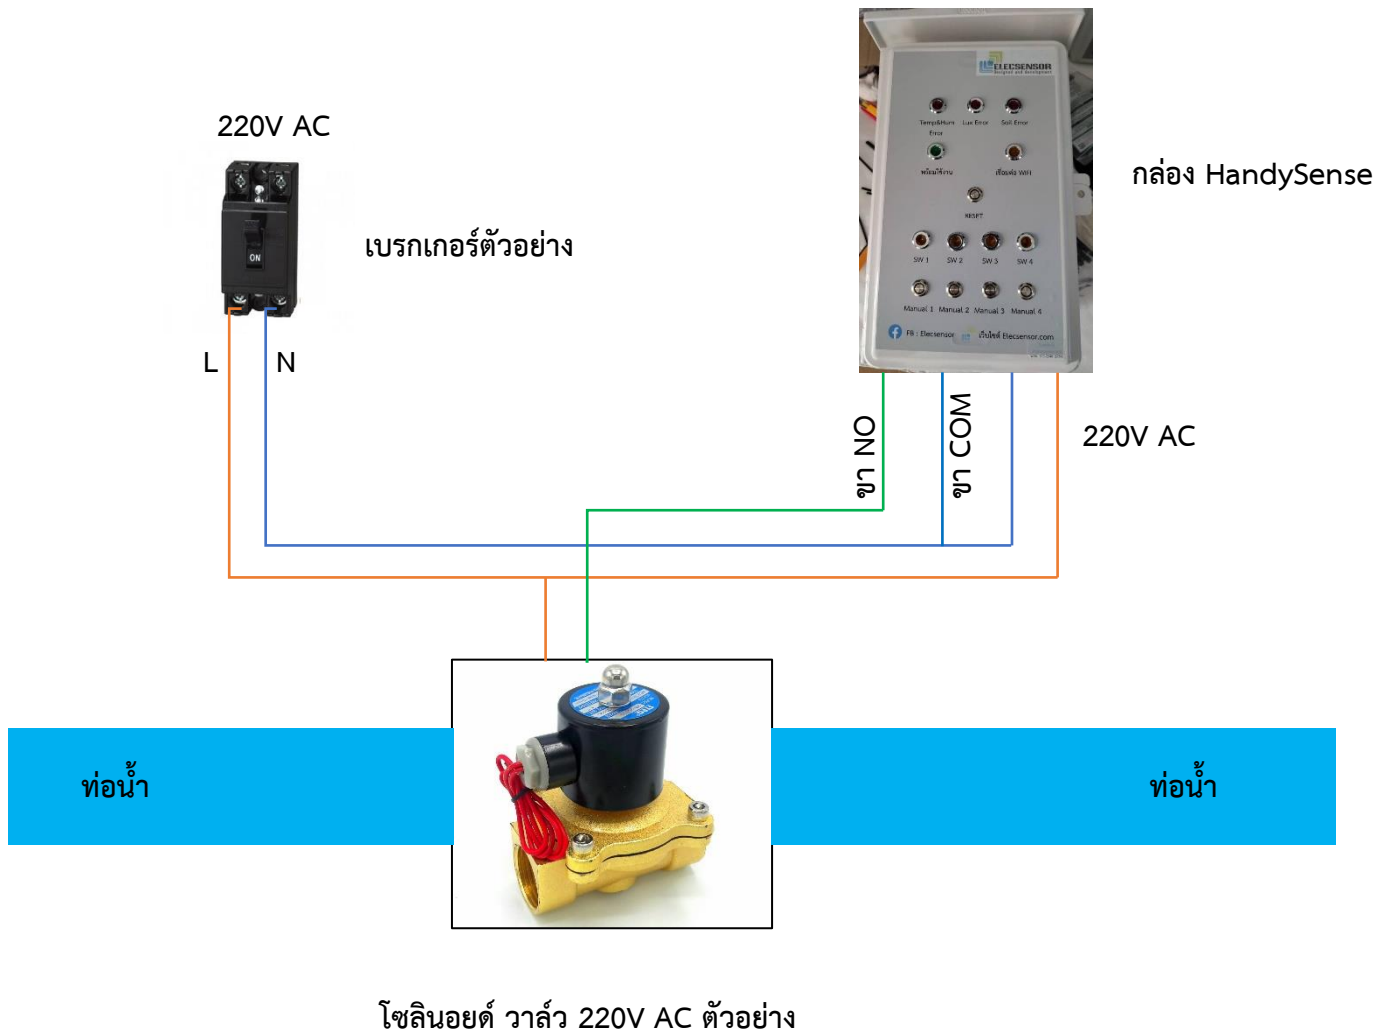 220V AC
เบรกเกอร์ตัวอย่าง
ON
L
N
ELECSENSOR
Designed and Development
Temp&Hum Error
Lux Error
Soil Error
พร้อมใช้งาน
เชื่อมต่อ WIFI
RESET
SW 1
SW 2
SW 3
SW 4
Manual 1
Manual 2
Manual 3
Manual 4
FB : Elecsensor
เว็บไซต์ Elecsensor.com
กล่อง HandySense
ขา NO
ขา COM
220V AC
ท่อน้ำ
ท่อน้ำ
โซลินอยด์ วาล์ว 220V AC ตัวอย่าง